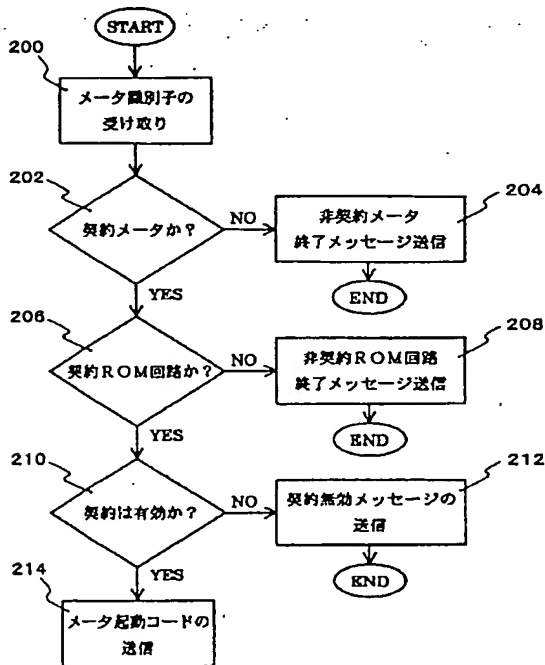 START
200
メータ識別子の
受け取り
202
契約メータか?
NO
非契約メータ
終了メッセージ送信
204
END
YES
206
契約ROM回路か?
NO
非契約ROM回路
終了メッセージ送信
208
END
YES
210
契約は有効か?
NO
契約無効メッセージの
送信
212
END
YES
214
メータ起動コードの
送信